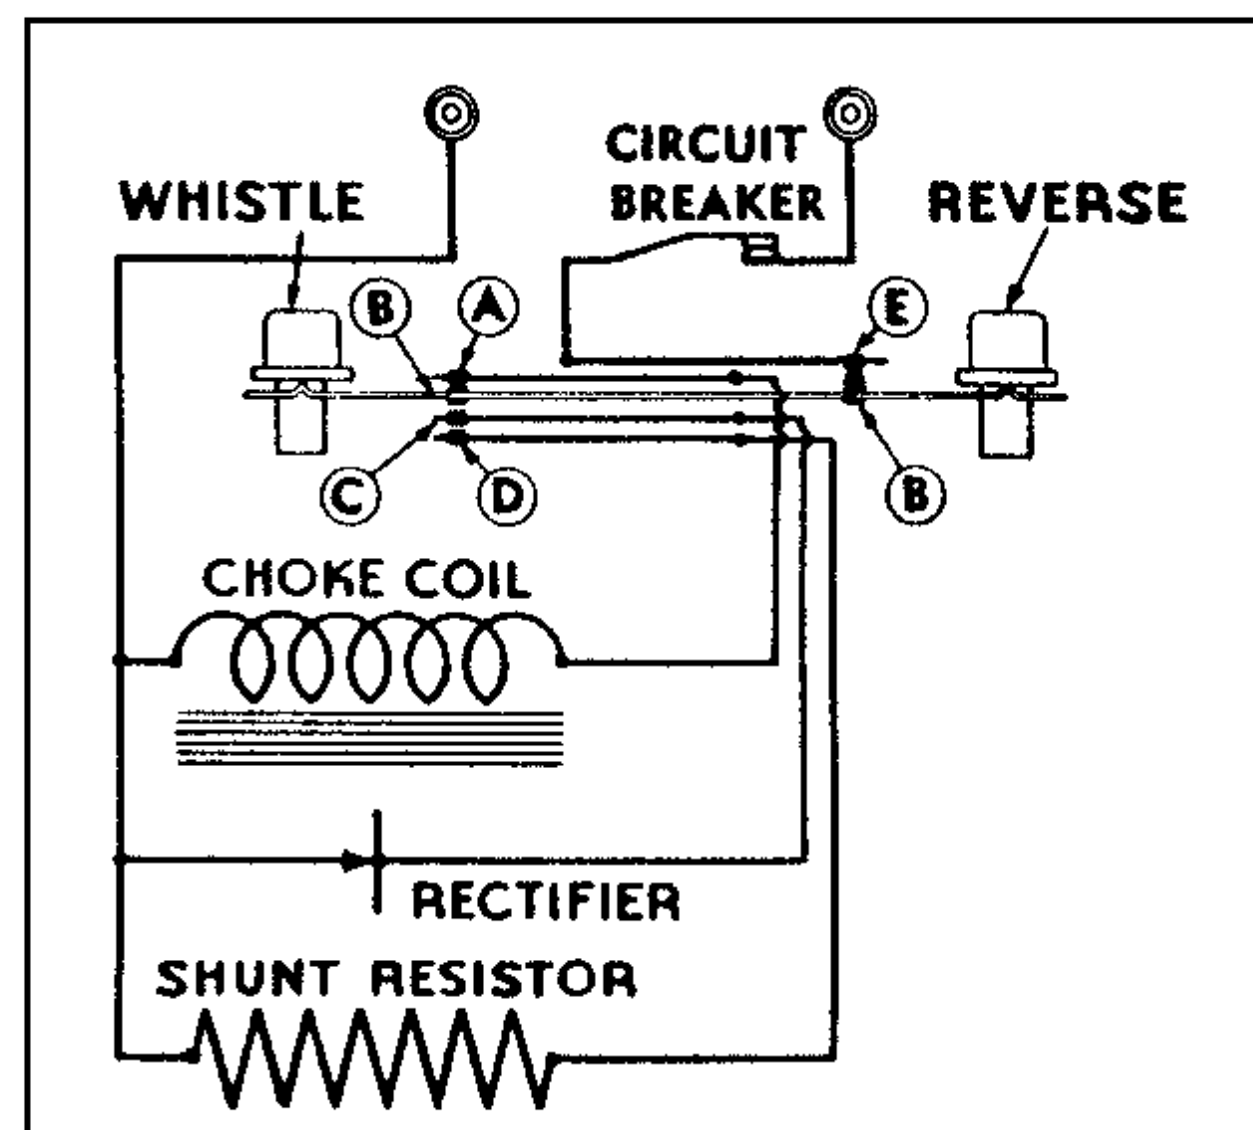 CIRCUIT
BREAKER
WHISTLE
REVERSE
B
A
E
C
D
B
CHOKE COIL
RECTIFIER
SHUNT RESISTOR